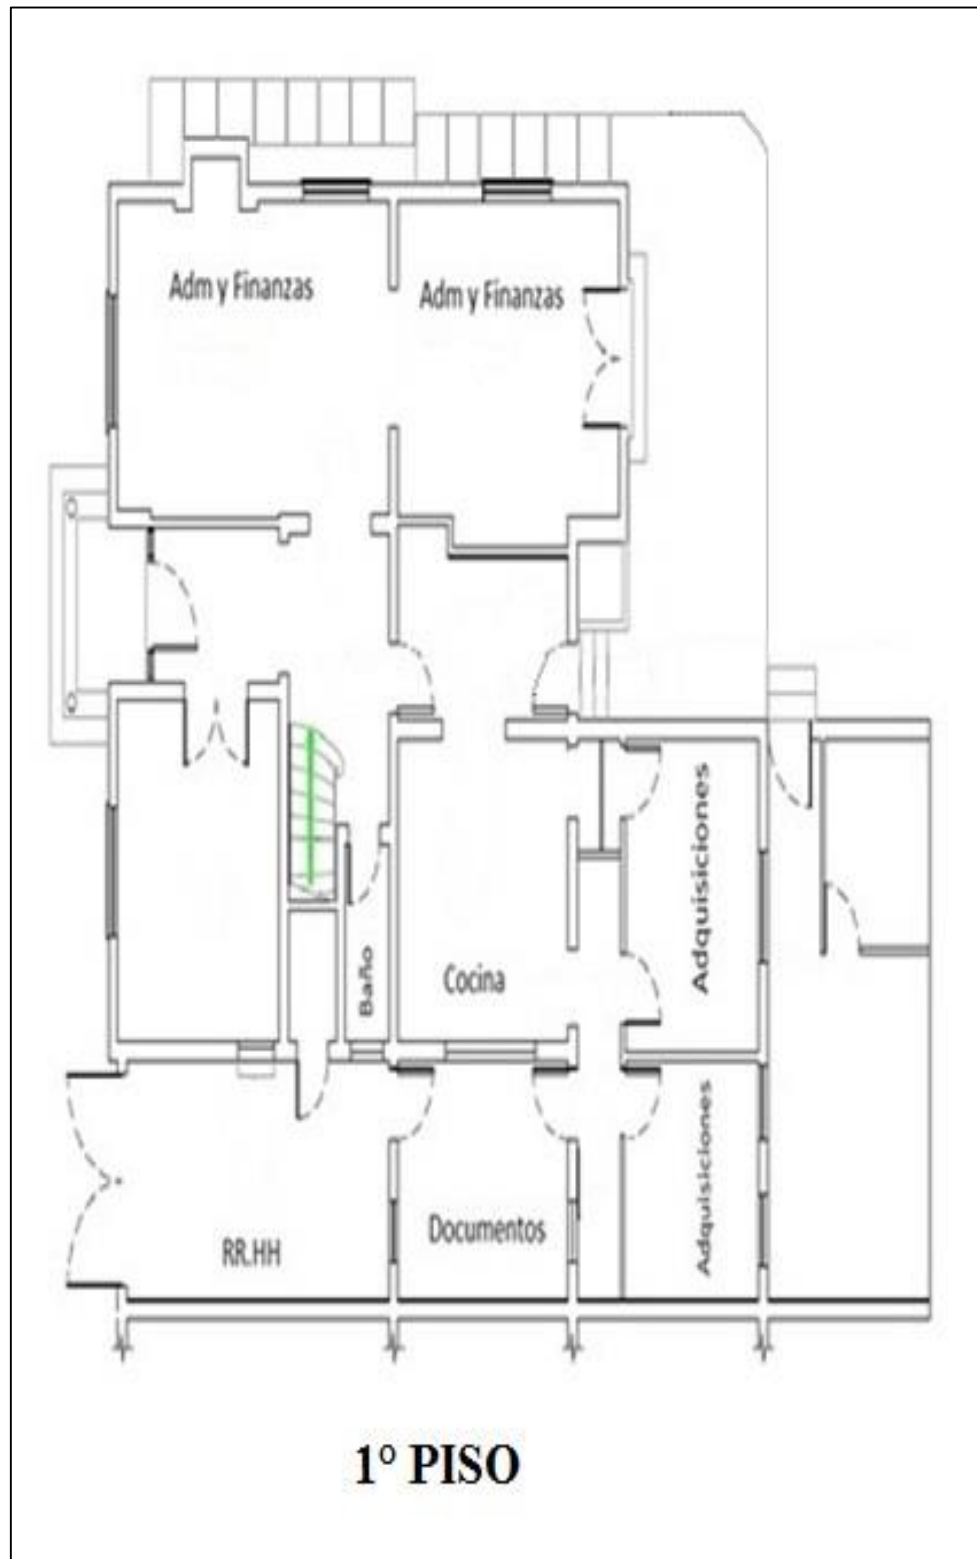 Adm y Finanzas
Adm y Finanzas
Adquisiciones
Baño
Cocina
Adquisiciones
Documentos
RR.HH
1° PISO